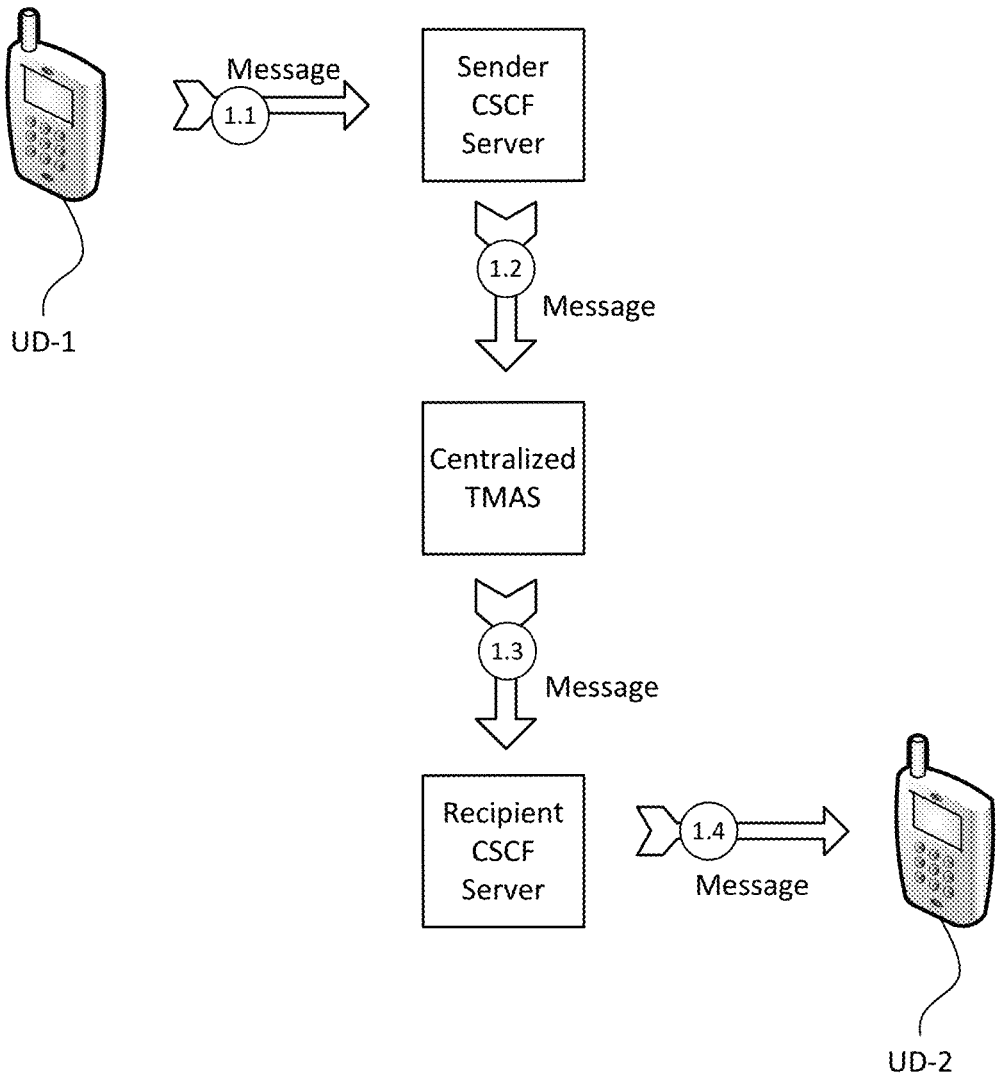 Message
1.1
Sender
CSCF
Server
UD-1
1.2
Message
Centralized
TMAS
1.3
Message
Recipient
CSCF
Server
1.4
Message
UD-2